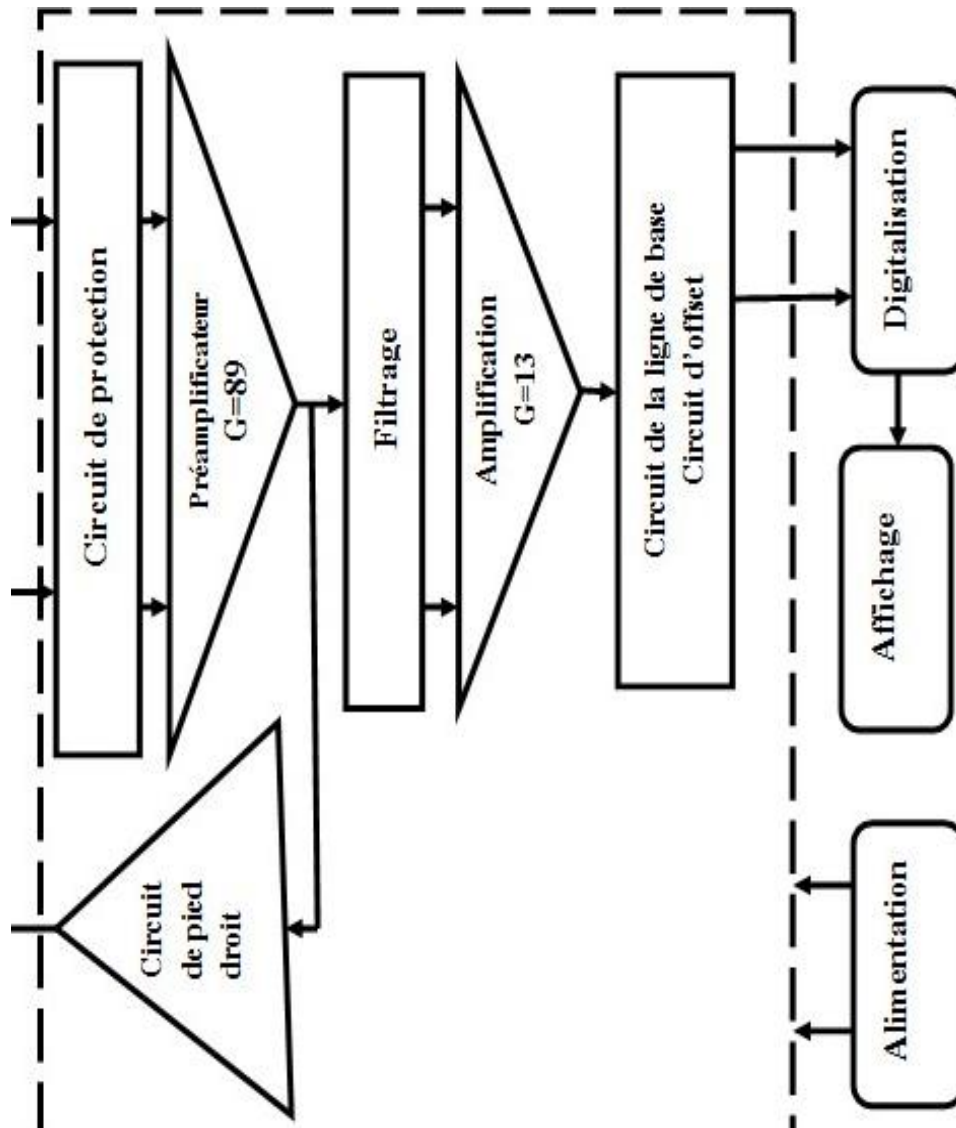 Circuit de protection
Préamplificateur
G=89
Circuit
de pied
droit
Filtrage
Amplification
G=13
Circuit de la ligne de base
Circuit d'offset
Digitalisation
Affichage
Alimentation